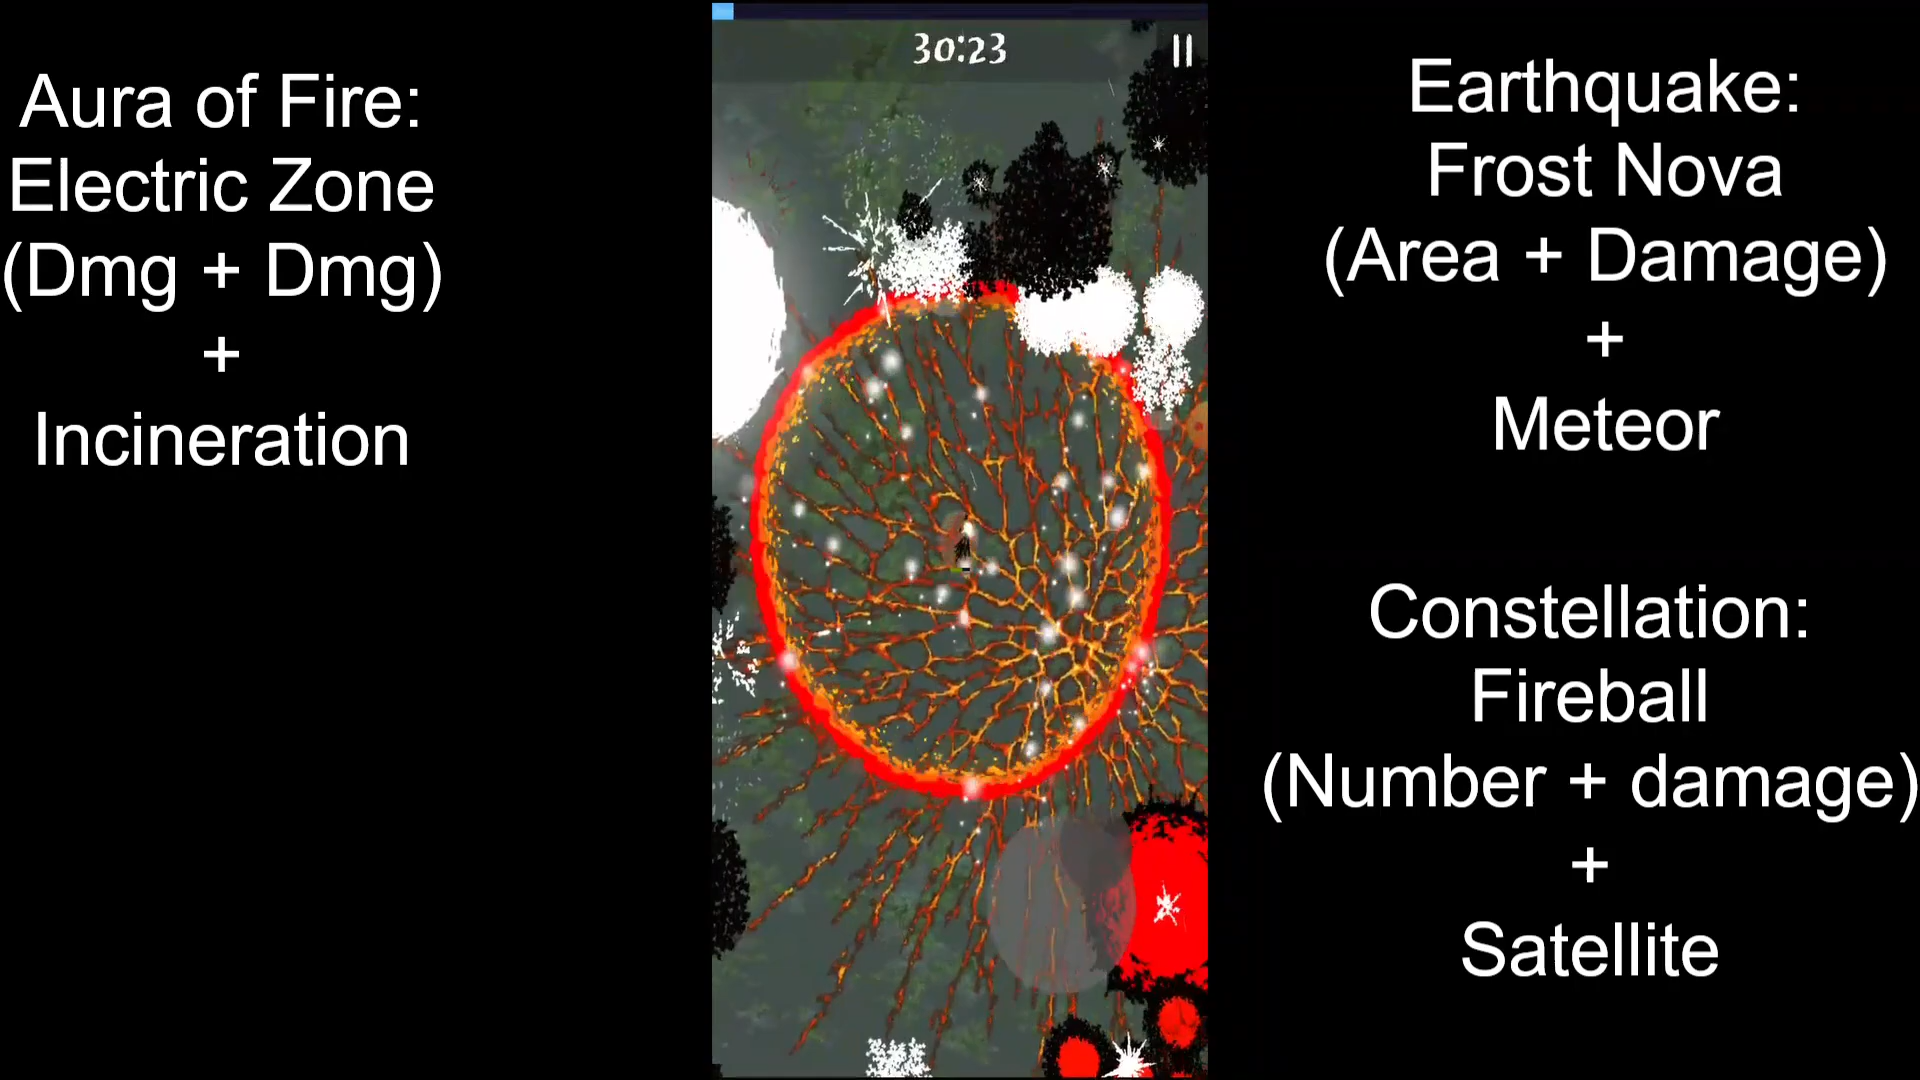 Aura of Fire:
Electric Zone
(Dmg + Dmg)
+
Incineration
30:23
Earthquake:
Frost Nova
(Area + Damage)
+
Meteor
Constellation:
Fireball
(Number + damage)
+
Satellite